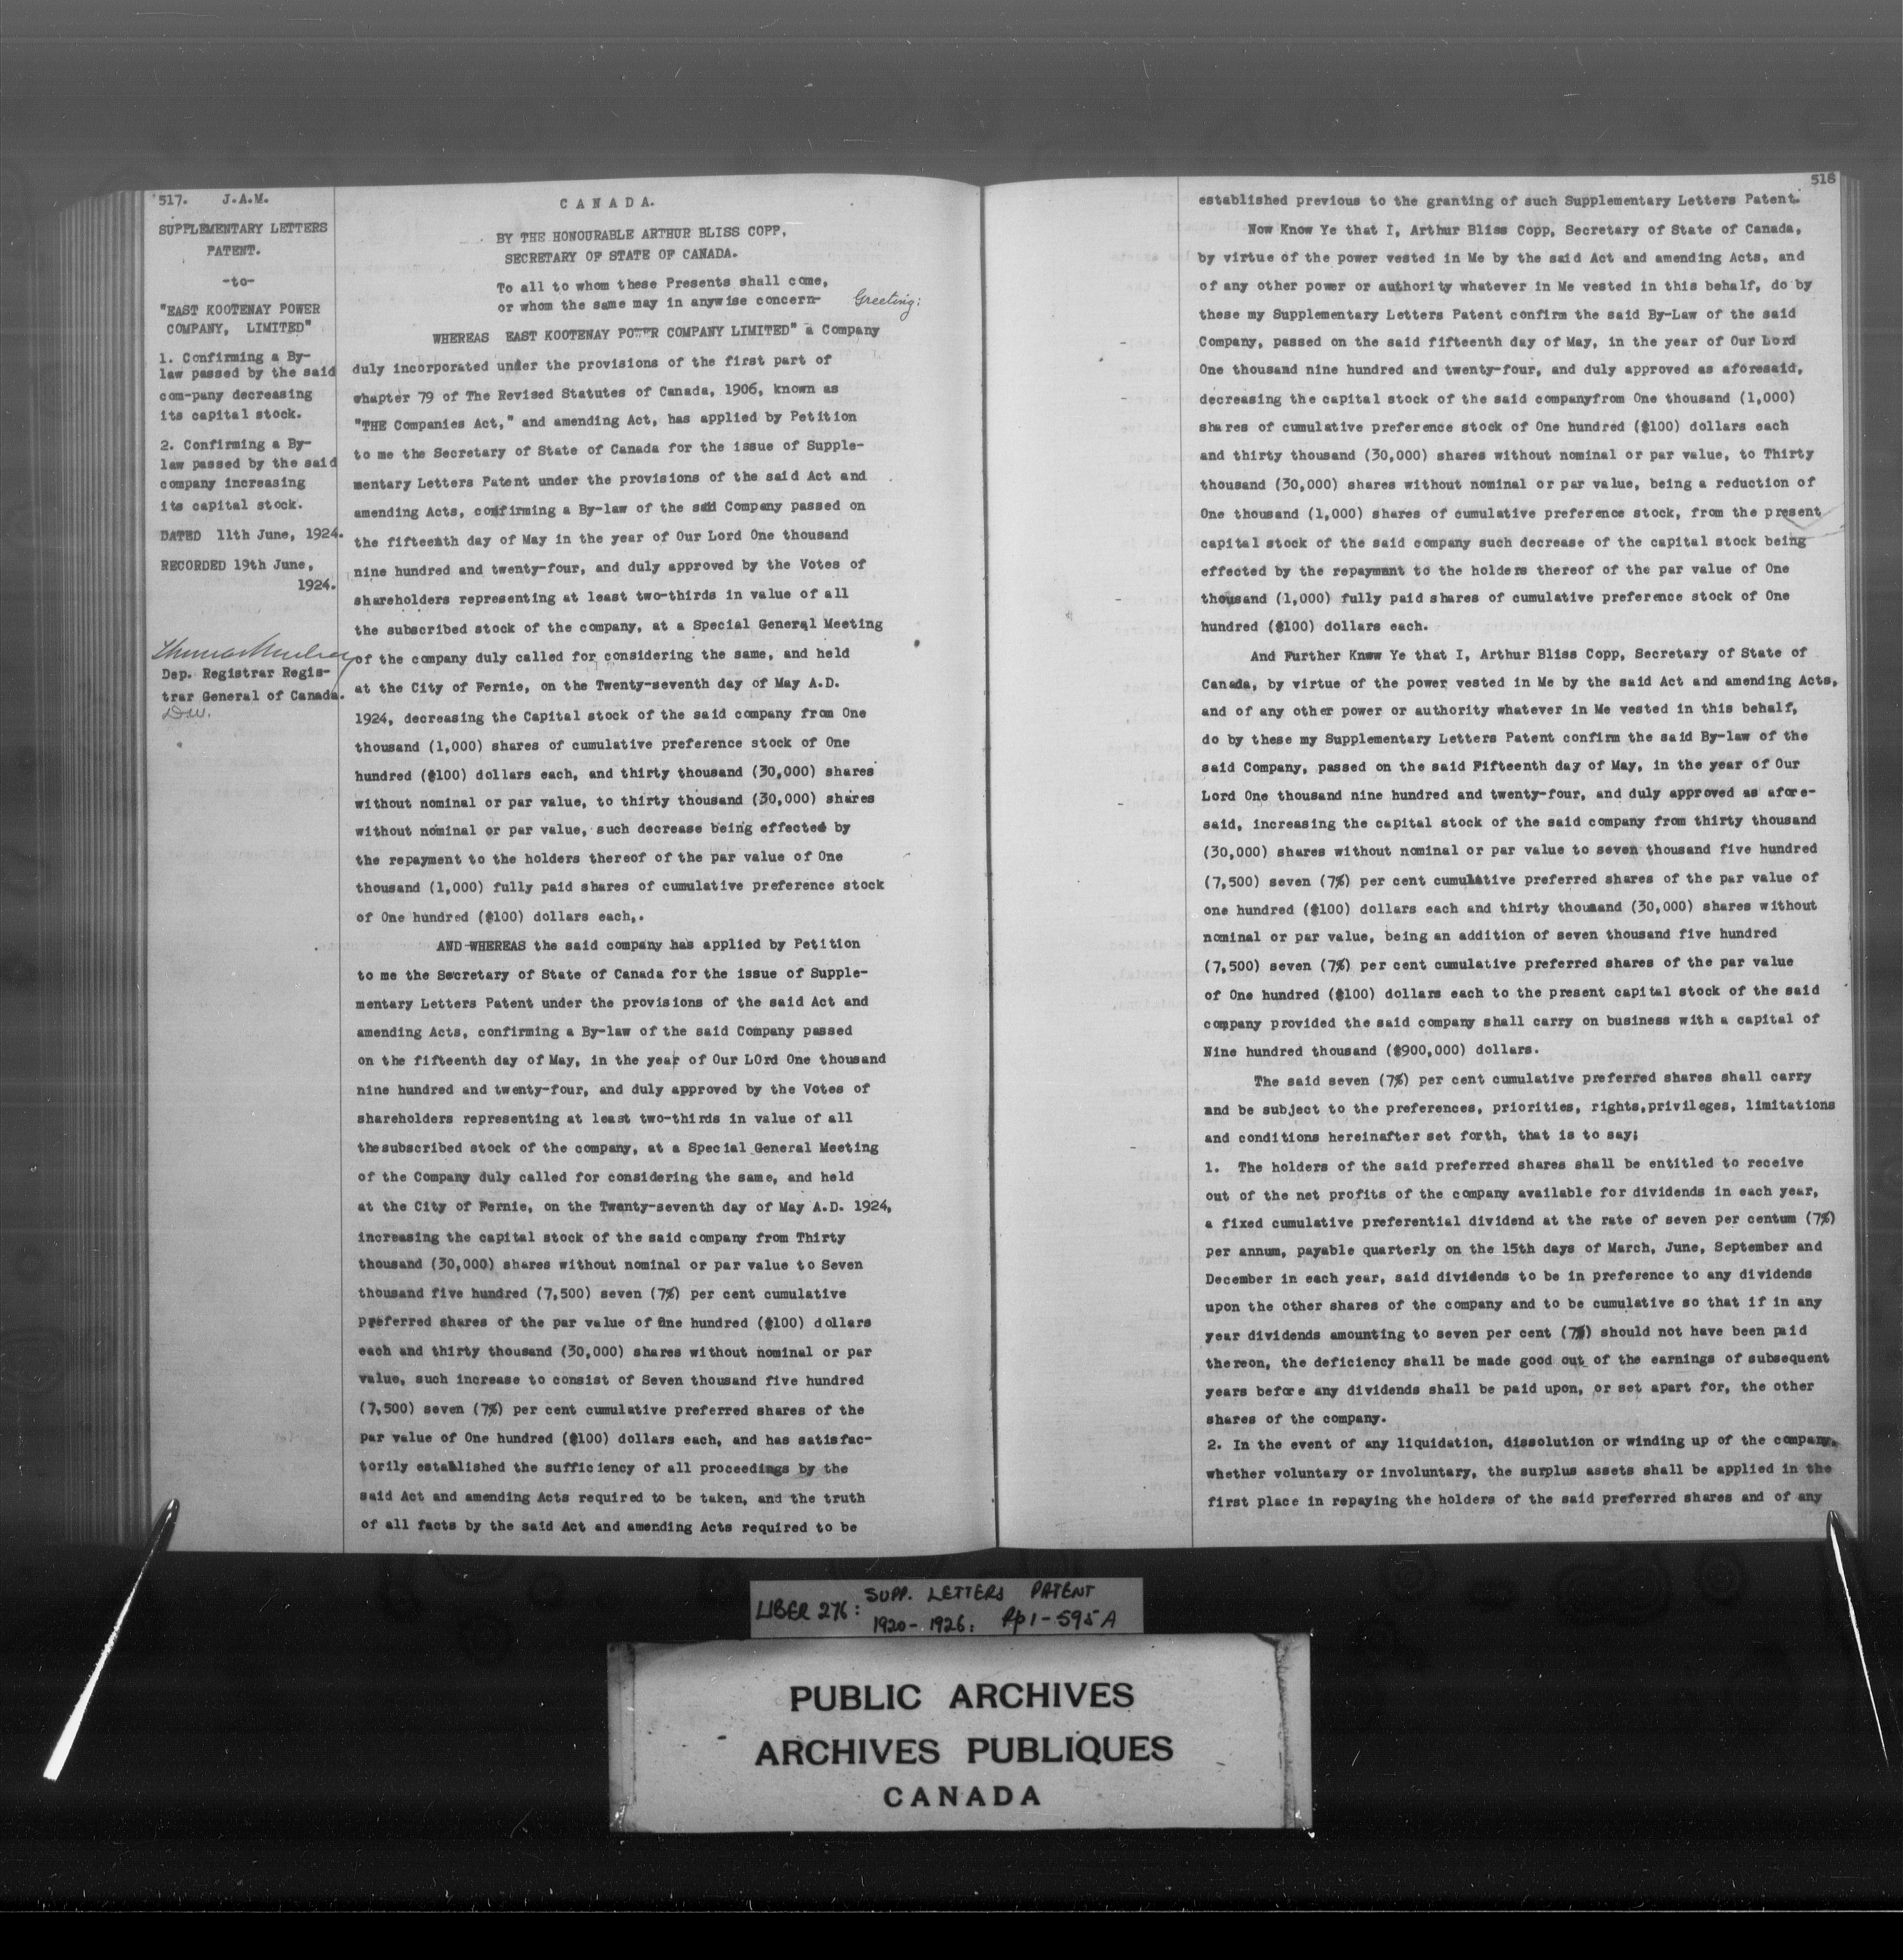 517. J.A.M.
SUPPLEMENTARY LETTERS
PATENT.
-to-
"EAST KOOTENAY POWER
COMPANY, LIMITED"
1. Confirming a By-
law passed by the said
com-pany decreasing
its capital stock.
2. Confirming a By-
law passed by the said
company increasing
its capital stock.
DATED 11th June, 1924.
RECORDED 19th June,
1924.
Dep. Registrar Regis-
trar General of Canada.
CANADA.
BY THE HONOURABLE ARTHUR BLISS COPP,
SECRETARY OF STATE OF CANADA.
To all to whom these Presents shall come,
or whom the same may in anywise concern- Greeting:
WHEREAS EAST KOOTENAY POWER COMPANY LIMITED" a Company
duly incorporated under the provisions of the first part of
whapter 79 of The Revised Statutes of Canada, 1906, known as
"THE Companies Act," and amending Act, has applied by Petition
to me the Secretary of State of Canada for the issue of Supple-
mentary Letters Patent under the provisions of the said Act and
amending Acts, confirming a By-law of the said Company passed on
the fifteenth day of May in the year of Our Lord One thousand
nine hundred and twenty-four, and duly approved by the Votes of
shareholders representing at least two-thirds in value of all
the subscribed stock of the company, at a Special General Meeting
of the company duly called for considering the same, and held
at the City of Fernie, on the Twenty-seventh day of May A.D.
1924, decreasing the Capital stock of the said company from One
thousand (1,000) shares of cumulative preference stock of One
hundred ($100) dollars each, and thirty thousand (30,000) shares
without nominal or par value, to thirty thousand (30,000) shares
without nominal or par value, such decrease being effected by
the repayment to the holders thereof of the par value of One
thousand (1,000) fully paid shares of cumulative preference stock
of One hundred ($100) dollars each,.
AND-WHEREAS the said company has applied by Petition
to me the Secretary of State of Canada for the issue of Supple-
mentary Letters Patent under the provisions of the said Act and
amending Acts, confirming a By-law of the said Company passed
on the fifteenth day of May, in the year of Our LOrd One thousand
nine hundred and twenty-four, and duly approved by the Votes of
shareholders representing at least two-thirds in value of all
thesubscribed stock of the company, at a Special General Meeting
of the Company duly called for considering the same, and held
at the City of Fernie, on the Twenty-seventh day of May A.D. 1924,
increasing the capital stock of the said company from Thirty
thousand (30,000) shares without nominal or par value to Seven
thousand five hundred (7,500) seven (7%) per cent cumulative
preferred shares of the par value of One hundred ($100) dollars
each and thirty thousand (30,000) shares without nominal or par
value, such increase to consist of Seven thousand five hundred
(7,500) seven (7%) per cent cumulative preferred shares of the
par value of One hundred ($100) dollars each, and has satisfac-
torily established the sufficiency of all proceedings by the
said Act and amending Acts required to be taken, and the truth
of all facts by the said Act and amending Acts required to be
518
established previous to the granting of such Supplementary Letters Patent.
Now Know Ye that I, Arthur Bliss Copp, Secretary of State of Canada,
by virtue of the power vested in Me by the said Act and amending Acts, and
of any other power or authority whatever in Me vested in this behalf, do by
these my Supplementary Letters Patent confirm the said By-Law of the said
Company, passed on the said fifteenth day of May, in the year of Our Lord
One thousand nine hundred and twenty-four, and duly approved as aforesaid,
decreasing the capital stock of the said companyfrom One thousand (1,000)
shares of cumulative preference stock of One hundred ($100) dollars each
and thirty thousand (30,000) shares without nominal or par value, to Thirty
thousand (30,000) shares without nominal or par value, being a reduction of
One thousand (1,000) shares of cumulative preference stock, from the present
capital stock of the said company such decrease of the capital stock being
effected by the repayment to the holders thereof of the par value of One
thousand (1,000) fully paid shares of cumulative preference stock of One
hundred ($100) dollars each.
And Further Know Ye that I, Arthur Bliss Copp, Secretary of State of
Canada, by virtue of the power vested in Me by the said Act and amending Acts,
and of any other power or authority whatever in Me vested in this behalf,
do by these my Supplementary Letters Patent confirm the said By-law of the
said Company, passed on the said Fifteenth day of May, in the year of Our
Lord One thousand nine hundred and twenty-four, and duly approved as afore-
said, increasing the capital stock of the said company from thirty thousand
(30,000) shares without nominal or par value to seven thousand five hundred
(7,500) seven (7%) per cent cumulative preferred shares of the par value of
one hundred ($100) dollars each and thirty thousand (30,000) shares without
nominal or par value, being an addition of seven thousand five hundred
(7,500) seven (7%) per cent cumulative preferred shares of the par value
of One hundred ($100) dollars each to the present capital stock of the said
company provided the said company shall carry on business with a capital of
Nine hundred thousand ($900,000) dollars.
The said seven (7%) per cent cumulative preferred shares shall carry
and be subject to the preferences, priorities, rights,privileges, limitations
and conditions hereinafter set forth, that is to say;
1. The holders of the said preferred shares shall be entitled to receive
out of the net profits of the company available for dividends in each year,
a fixed cumulative preferential dividend at the rate of seven per centum (7%)
per annum, payable quarterly on the 15th days of March, June, September and
December in each year, said dividends to be in preference to any dividends
upon the other shares of the company and to be cumulative so that if in any
year dividends amounting to seven per cent (7%) should not have been paid
thereon, the deficiency shall be made good out of the earnings of subsequent
years before any dividends shall be paid upon, or set apart for, the other
shares of the company.
2. In the event of any liquidation, dissolution or winding up of the company,
whether voluntary or involuntary, the surplus assets shall be applied in the
first place in repaying the holders of the said preferred shares and of any
LIBER 276: SUPP. LETTERS PATENT
1920-1926: Pp 1-595A
PUBLIC ARCHIVES
ARCHIVES PUBLIQUES
CANADA